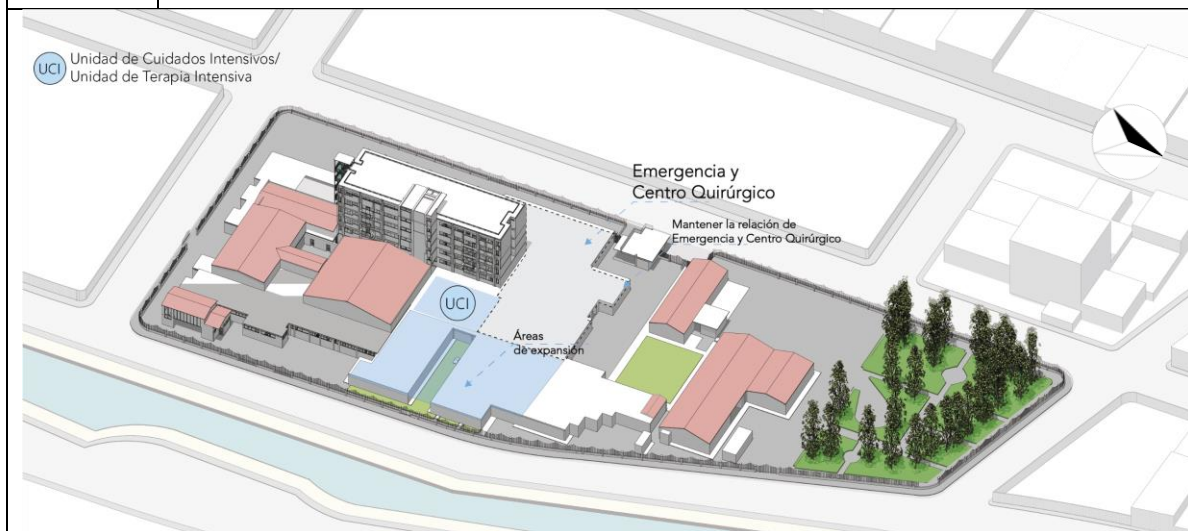 UCI
Unidad de Cuidados Intensivos/
Unidad de Terapia Intensiva
Emergencia y
Centro Quirúrgico
Mantener la relación de
Emergencia y Centro Quirúrgico
UCI
Áreas
de expansión